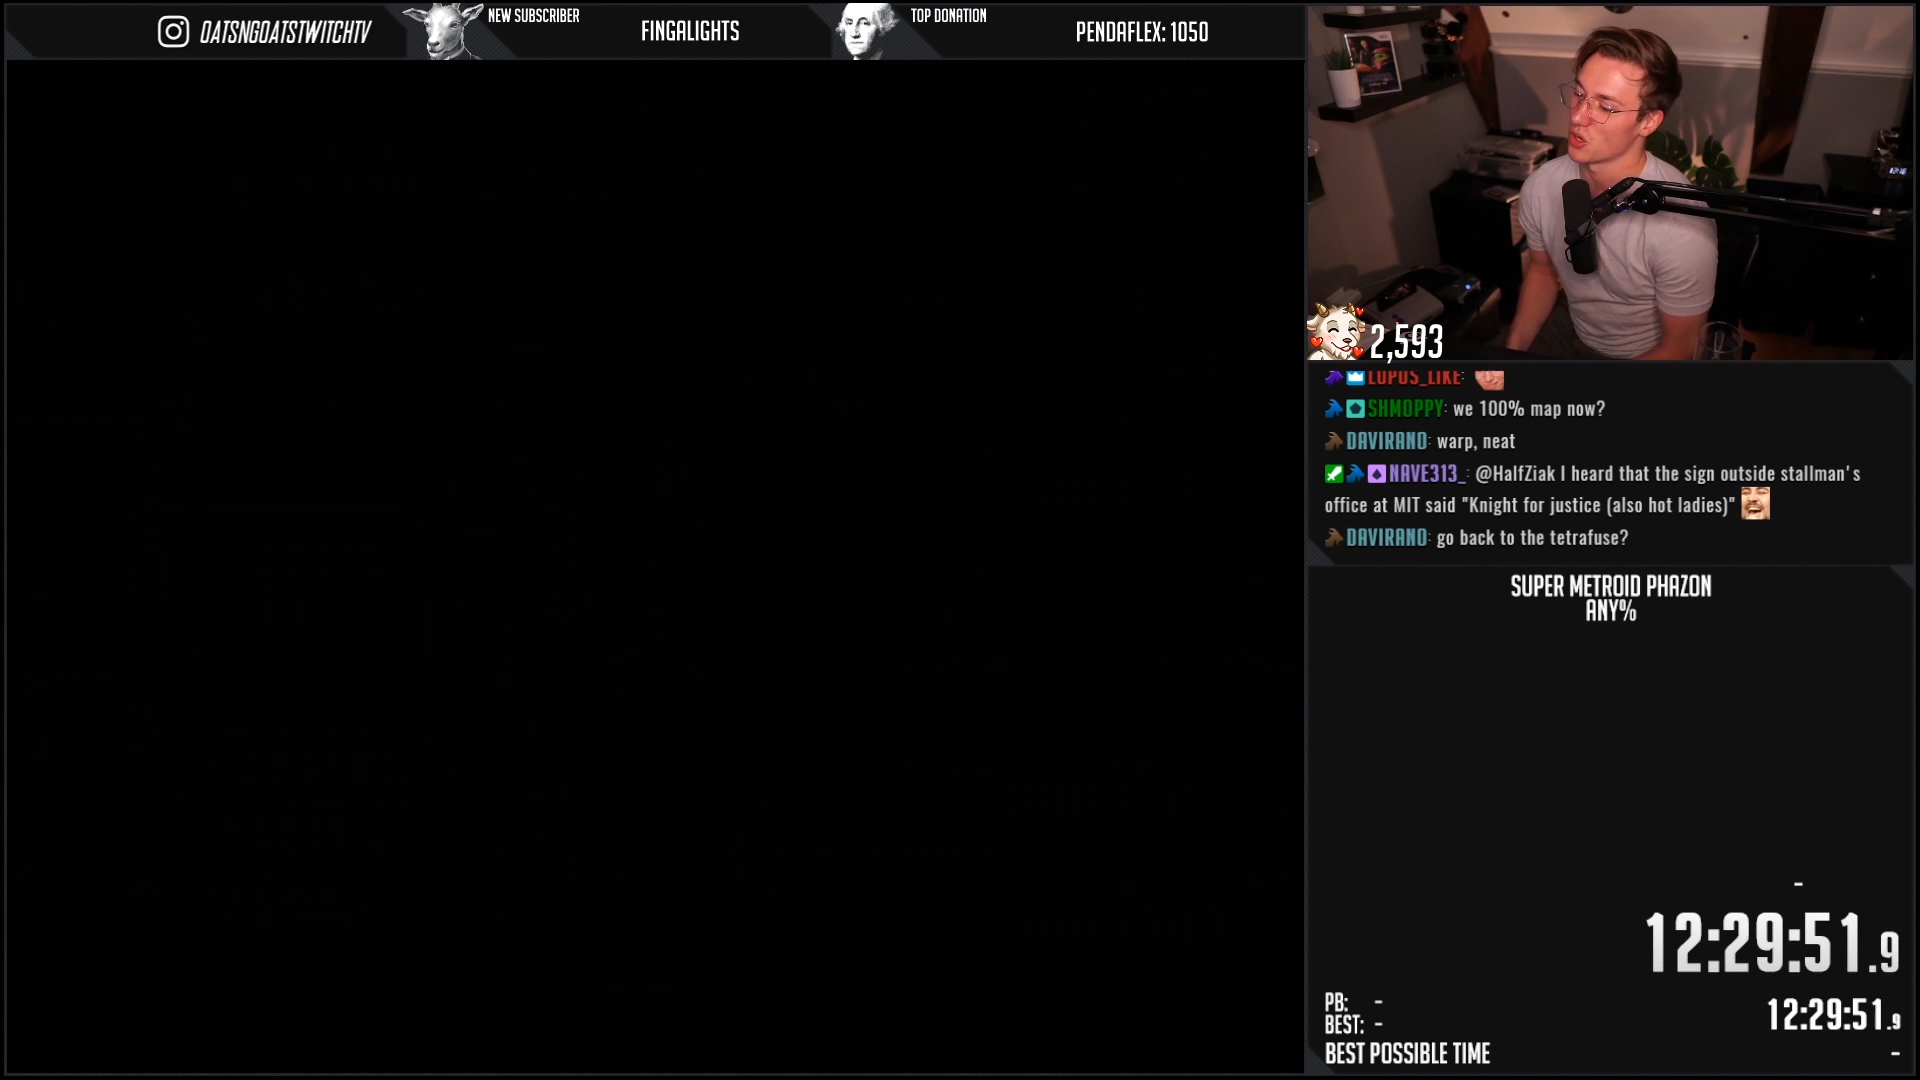 OATSNGOATSTWITCHTV
NEW SUBSCRIBER
FINGALIGHTS
TOP DONATION
PENDAFLEX: 1050
2,593
LUPUS_LIKE:
SHMOPPY: we 100% map now?
DAVIRANO: warp, neat
NAVE313_: @HalfZiak I heard that the sign outside stallman's
office at MIT said "Knight for justice (also hot ladies)"
DAVIRANO: go back to the tetrafuse?
SUPER METROID PHAZON
ANY%
-
12:29:51.9
PB: -
12:29:51.9
BEST: -
BEST POSSIBLE TIME -